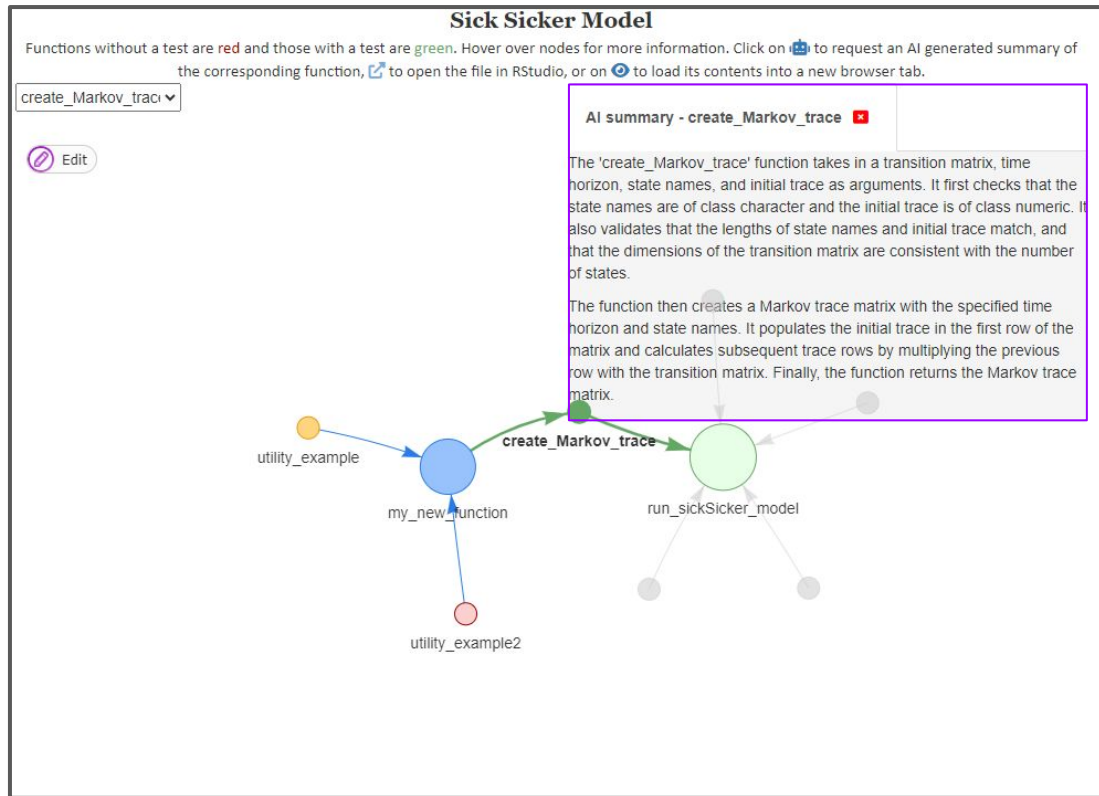 Sick Sicker Model
Functions without a test are red and those with a test are green. Hover over nodes for more information. Click on to request an AI generated summary of
the corresponding function, to open the file in RStudio, or on to load its contents into a new browser tab.
create_Markov_trac
Edit
AI summary - create_Markov_trace
The 'create_Markov_trace' function takes in a transition matrix, time
horizon, state names, and initial trace as arguments. It first checks that the
state names are of class character and the initial trace is of class numeric. It
also validates that the lengths of state names and initial trace match, and
that the dimensions of the transition matrix are consistent with the number
of states.
The function then creates a Markov trace matrix with the specified time
horizon and state names. It populates the initial trace in the first row of the
matrix and calculates subsequent trace rows by multiplying the previous
row with the transition matrix. Finally, the function returns the Markov trace
matrix.
create_Markov_trace
utility_example
my_new_function
run_sickSicker_model
utility_example2